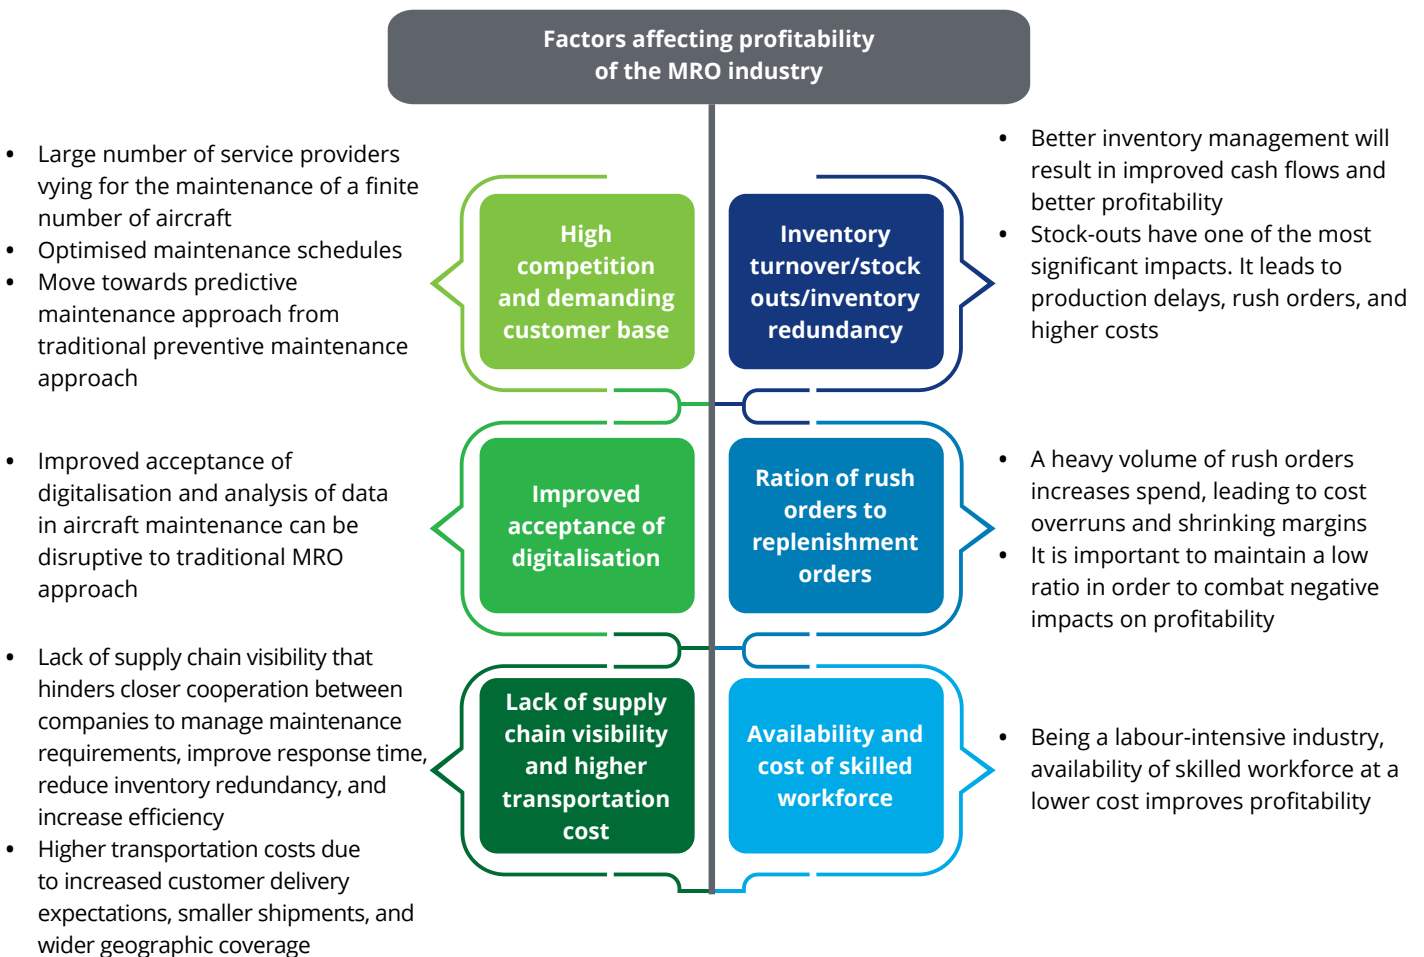 Factors affecting profitability
of the MRO industry
• Large number of service providers
vying for the maintenance of a finite
number of aircraft
• Optimised maintenance schedules
• Move towards predictive
maintenance approach from
traditional preventive maintenance
approach
High
competition
and demanding
customer base
Inventory
turnover/stock
outs/inventory
redundancy
• Better inventory management will
result in improved cash flows and
better profitability
• Stock-outs have one of the most
significant impacts. It leads to
production delays, rush orders, and
higher costs
• Improved acceptance of
digitalisation and analysis of data
in aircraft maintenance can be
disruptive to traditional MRO
approach
Improved
acceptance of
digitalisation
Ration of rush
orders to
replenishment
orders
• A heavy volume of rush orders
increases spend, leading to cost
overruns and shrinking margins
• It is important to maintain a low
ratio in order to combat negative
impacts on profitability
• Lack of supply chain visibility that
hinders closer cooperation between
companies to manage maintenance
requirements, improve response time,
reduce inventory redundancy, and
increase efficiency
• Higher transportation costs due
to increased customer delivery
expectations, smaller shipments, and
wider geographic coverage
Lack of supply
chain visibility
and higher
transportation
cost
Availability and
cost of skilled
workforce
• Being a labour-intensive industry,
availability of skilled workforce at a
lower cost improves profitability